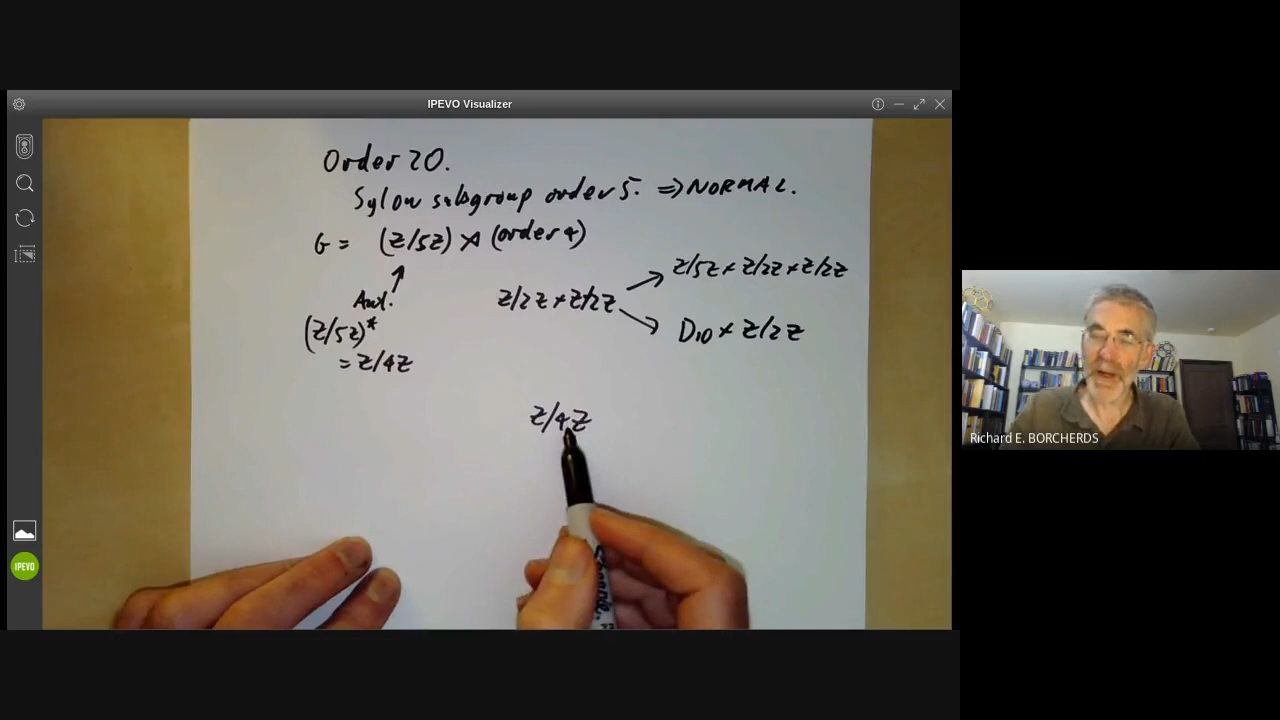 IPEVO Visualizer
Order 20.
Sylow subgroup order 5. ⇒ NORMAL.
G = (Z/5Z) ⋊ (order 4)
Z/5Z × Z/2Z × Z/2Z
Aut.
Z/2Z × Z/2Z
(Z/5Z)*
D10 × Z/2Z
= Z/4Z
Z/4Z
Richard E. BORCHERDS
IPEVO